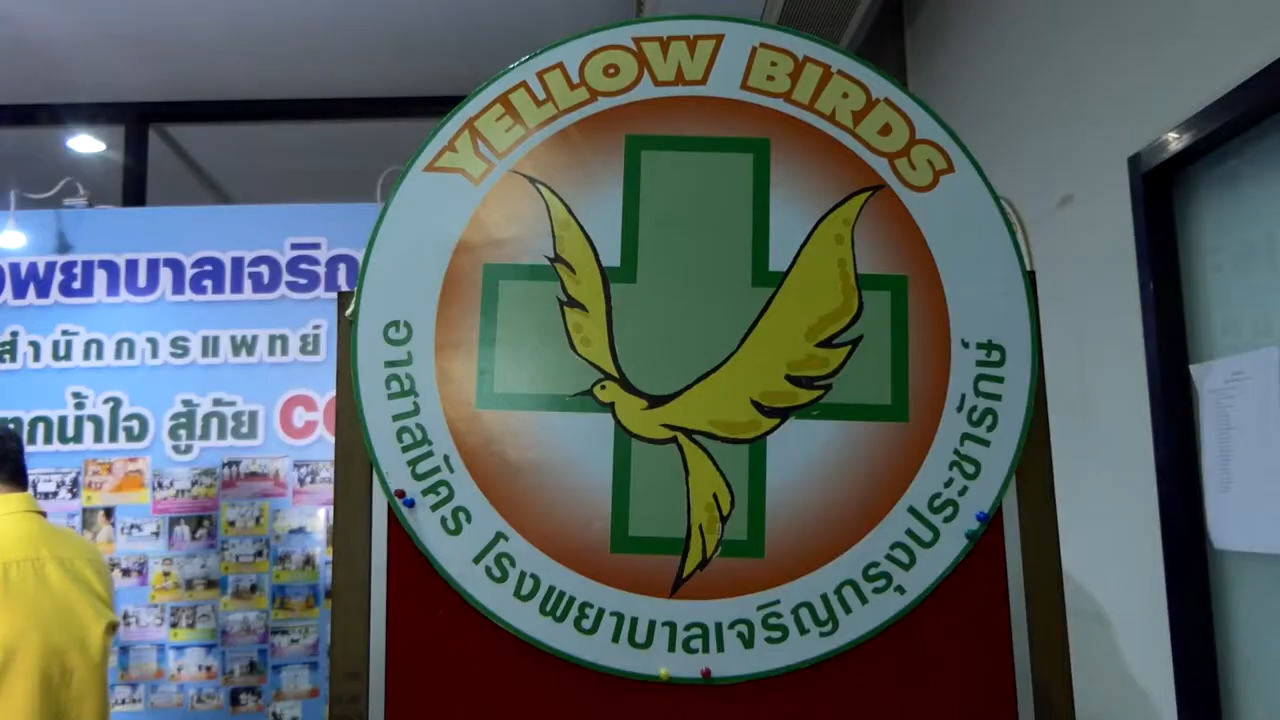 YELLOW BIRDS
อาสาสมัคร โรงพยาบาลเจริญกรุงประชารักษ์
พยาบาลเจริญ
สำนักการแพทย์
น้ำใจ สู้ภัย